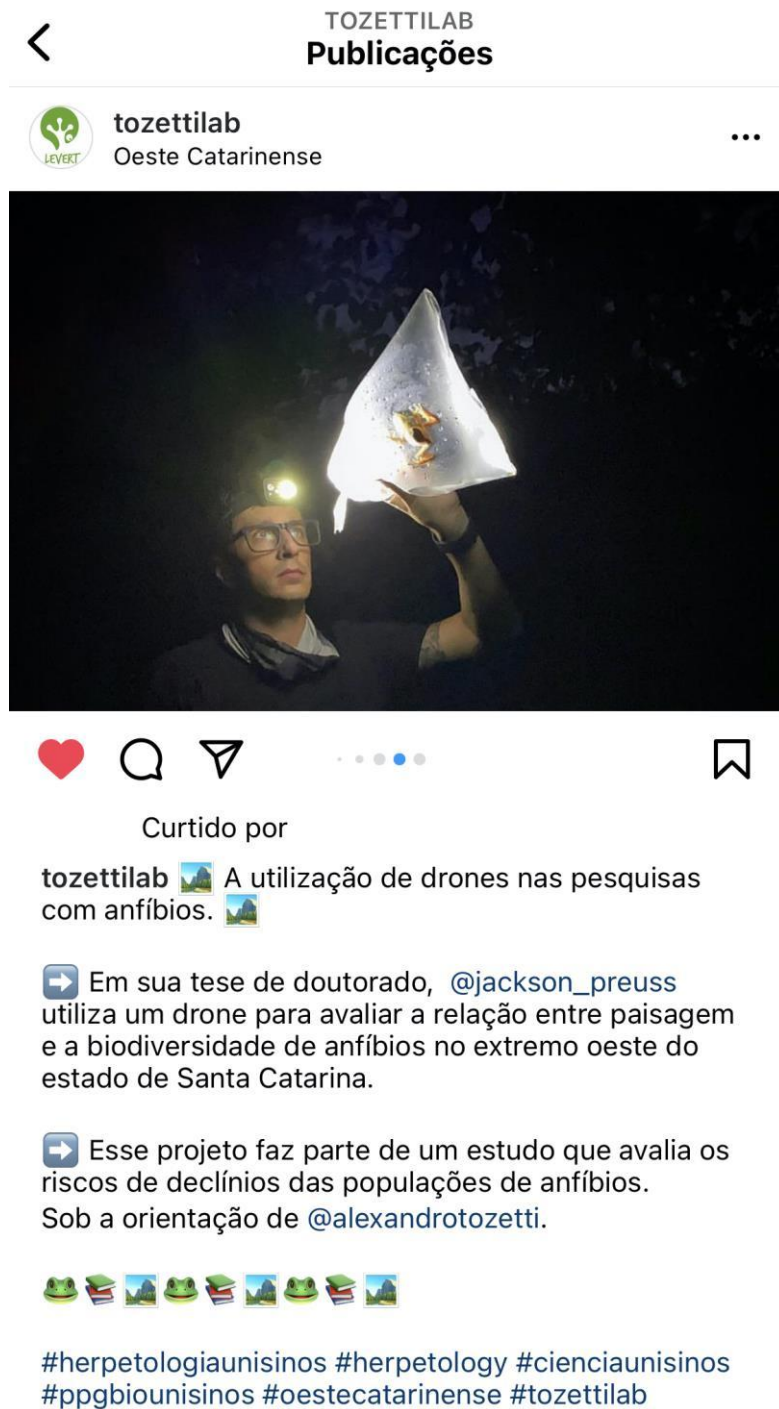 TOZETTILAB
Publicações
LEVERT
tozettilab
Oeste Catarinense
Curtido por
tozettilab A utilização de drones nas pesquisas
com anfíbios.
Em sua tese de doutorado, @jackson_preuss
utiliza um drone para avaliar a relação entre paisagem
e a biodiversidade de anfíbios no extremo oeste do
estado de Santa Catarina.
Esse projeto faz parte de um estudo que avalia os
riscos de declínios das populações de anfíbios.
Sob a orientação de @alexandrotozetti.
#herpetologiaunisinos #herpetology #cienciaunisinos
#ppgbiounisinos #oestecatarinense #tozettilab